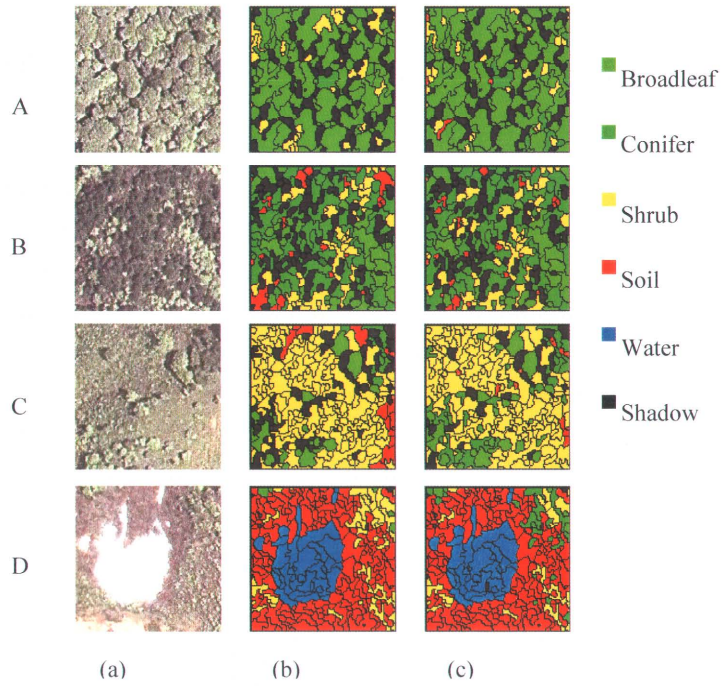 A
B
C
D
Broadleaf
Conifer
Shrub
Soil
Water
Shadow
(a)
(b)
(c)